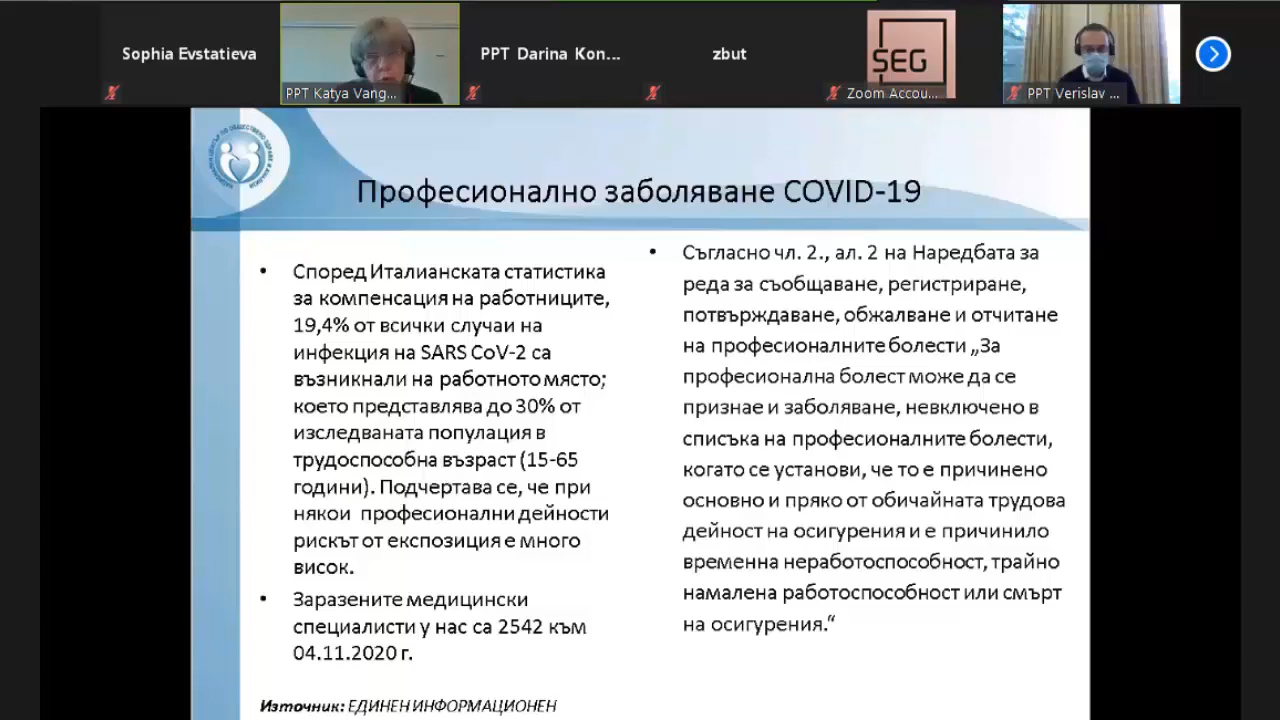 Sophia Evstatieva
PPT Katya Vang...
PPT Darina Kon...
zbut
SEG
Zoom Accou...
PPT Verislav ...
НАЦИОНАЛЕН ЦЕНТЪР ПО ОБЩЕСТВЕНО ЗДРАВЕ И АНАЛИЗИ
Професионално заболяване COVID-19
• Според Италианската статистика
за компенсация на работниците,
19,4% от всички случаи на
инфекция на SARS CoV-2 са
възникнали на работното място;
което представлява до 30% от
изследваната популация в
трудоспособна възраст (15-65
години). Подчертава се, че при
някои професионални дейности
рискът от експозиция е много
висок.
• Заразените медицински
специалисти у нас са 2542 към
04.11.2020 г.
Източник: ЕДИНЕН ИНФОРМАЦИОНЕН
• Съгласно чл. 2., ал. 2 на Наредбата за
реда за съобщаване, регистриране,
потвърждаване, обжалване и отчитане
на професионалните болести „За
професионална болест може да се
признае и заболяване, невключено в
списъка на професионалните болести,
когато се установи, че то е причинено
основно и пряко от обичайната трудова
дейност на осигурения и е причинило
временна неработоспособност, трайно
намалена работоспособност или смърт
на осигурения.“